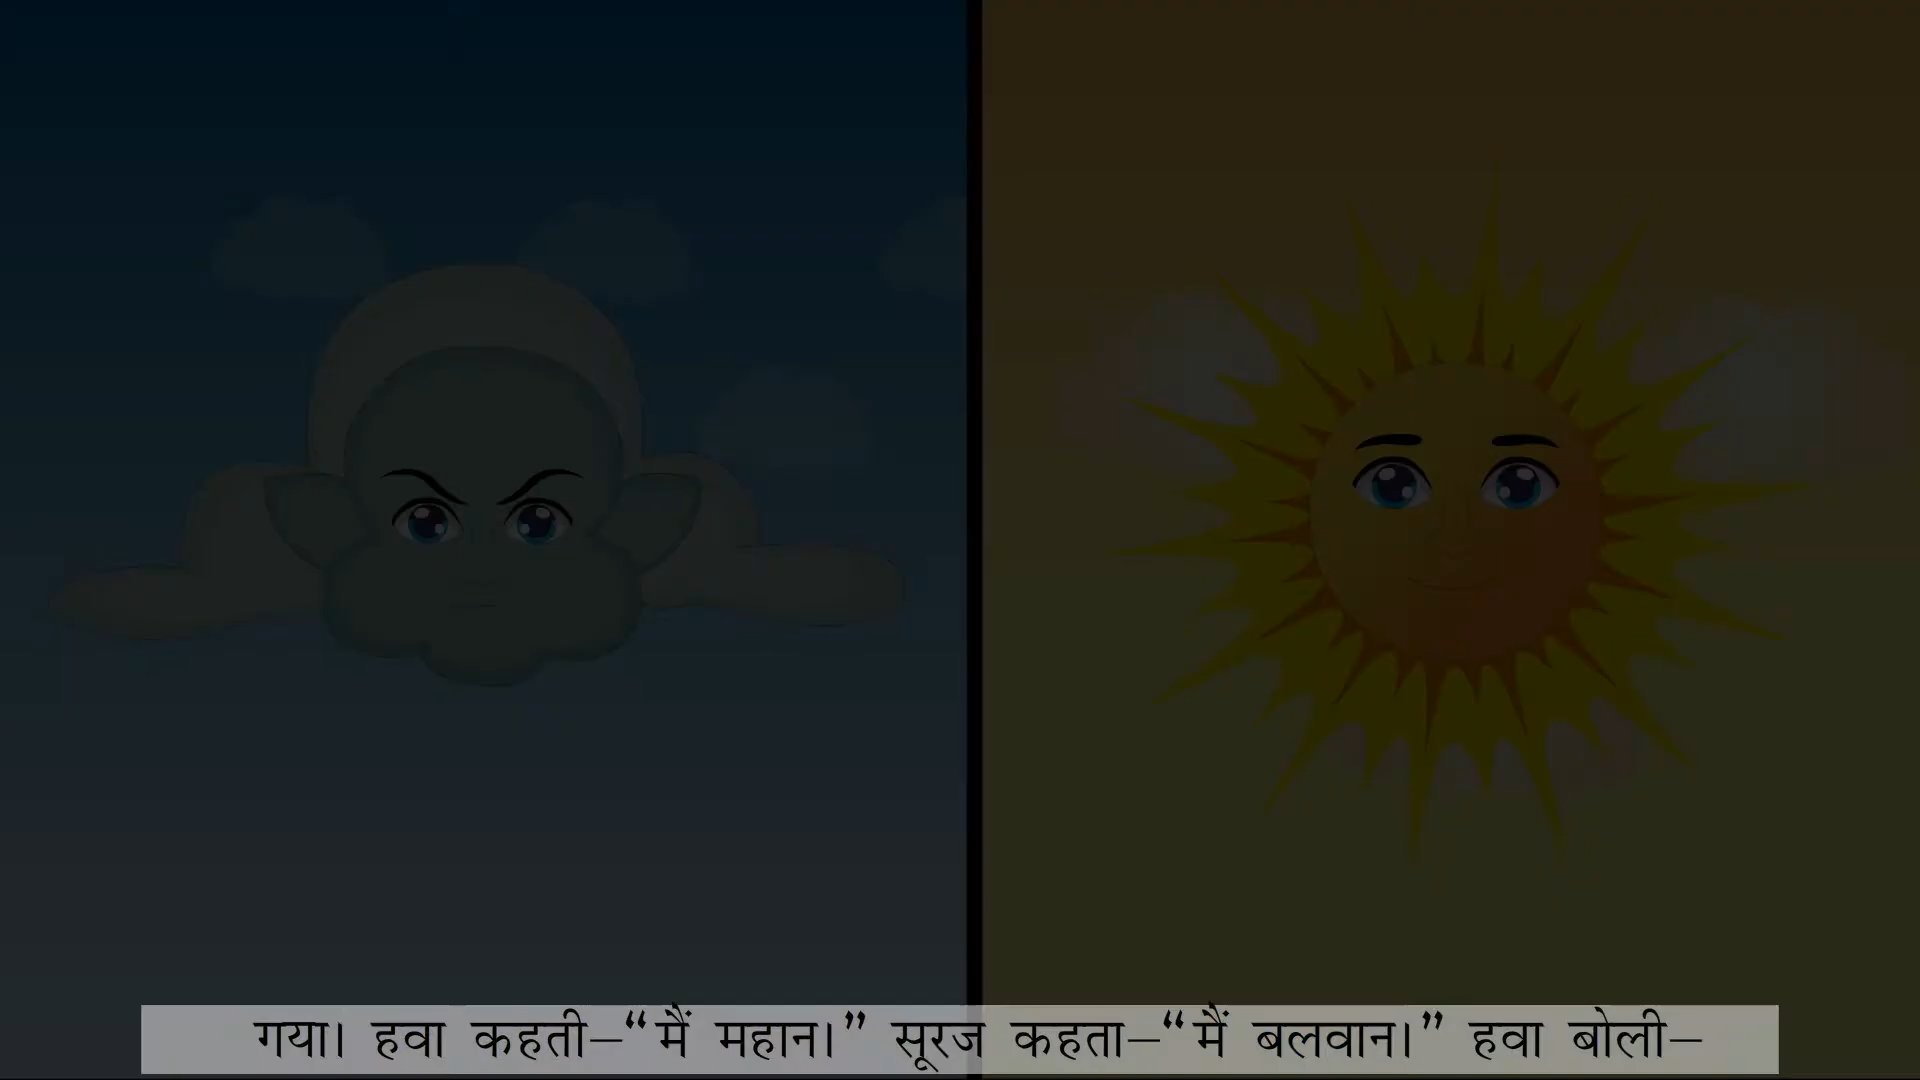 गया। हवा कहती–“मैं महान।” सूरज कहता–“मैं बलवान।” हवा बोली–